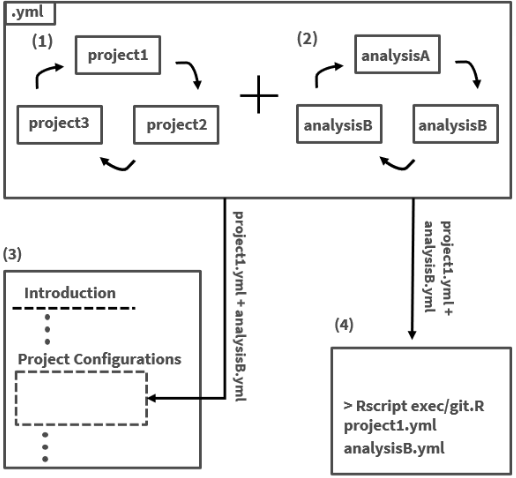 .yml
(1)
project1
project3
project2
(2)
analysisA
analysisB
analysisB
project1.yml + analysisB.yml
project1.yml +
analysisB.yml
(3)
Introduction
Project Configurations
(4)
> Rscript exec/git.R
project1.yml
analysisB.yml